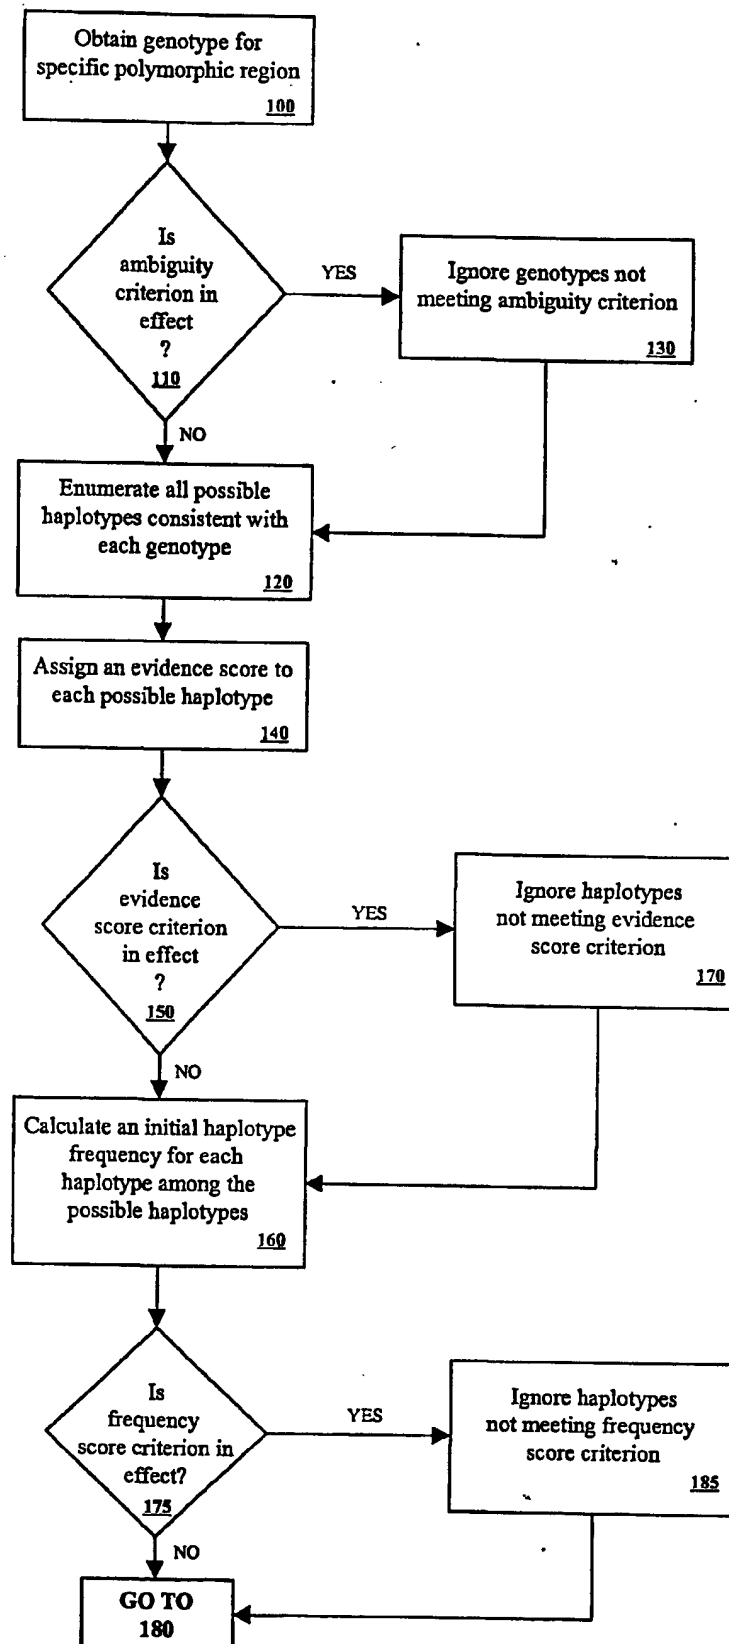 Obtain genotype for
specific polymorphic region
100
Is
ambiguity
criterion in
effect
?
110
YES
Ignore genotypes not
meeting ambiguity criterion
130
NO
Enumerate all possible
haplotypes consistent with
each genotype
120
Assign an evidence score to
each possible haplotype
140
Is
evidence
score criterion
in effect
?
150
YES
Ignore haplotypes
not meeting evidence
score criterion
170
NO
Calculate an initial haplotype
frequency for each
haplotype among the
possible haplotypes
160
Is
frequency
score criterion in
effect?
175
YES
Ignore haplotypes
not meeting frequency
score criterion
185
NO
GO TO
180